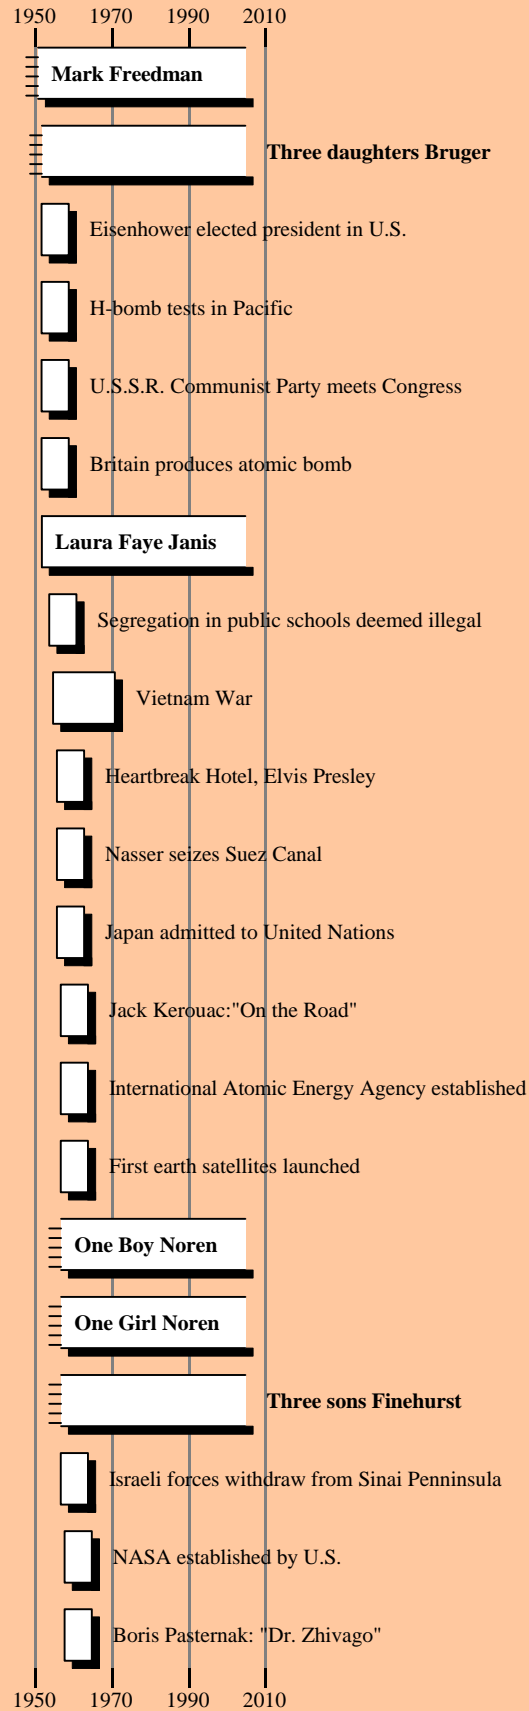 1950 1970 1990 2010
Mark Freedman
Three daughters Bruger
Eisenhower elected president in U.S.
H-bomb tests in Pacific
U.S.S.R. Communist Party meets Congress
Britain produces atomic bomb
Laura Faye Janis
Segregation in public schools deemed illegal
Vietnam War
Heartbreak Hotel, Elvis Presley
Nasser seizes Suez Canal
Japan admitted to United Nations
Jack Kerouac:"On the Road"
International Atomic Energy Agency established
First earth satellites launched
One Boy Noren
One Girl Noren
Three sons Finehurst
Israeli forces withdraw from Sinai Penninsula
NASA established by U.S.
Boris Pasternak: "Dr. Zhivago"
1950 1970 1990 2010